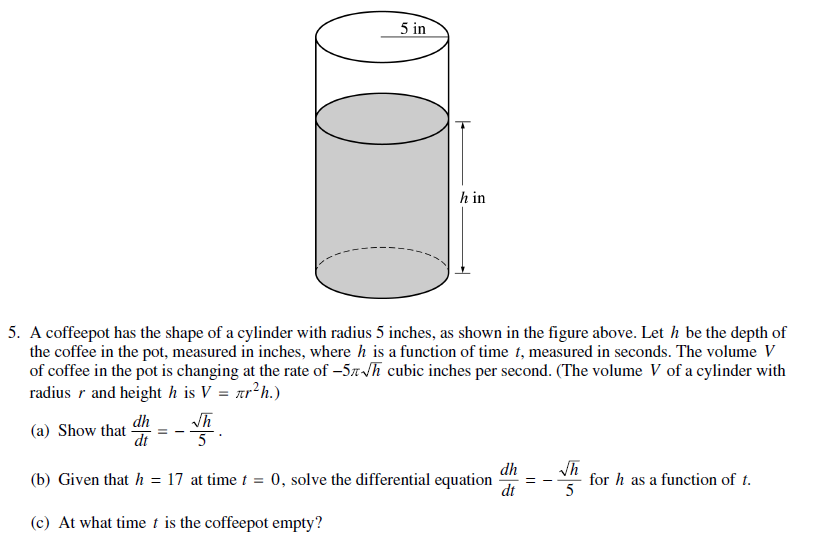 5 in
h in
5. A coffeepot has the shape of a cylinder with radius 5 inches, as shown in the figure above. Let h be the depth of
the coffee in the pot, measured in inches, where h is a function of time t, measured in seconds. The volume V
of coffee in the pot is changing at the rate of −5π√h cubic inches per second. (The volume V of a cylinder with
radius r and height h is V = πr²h.)
(a) Show that dh/dt = −√h/5.
(b) Given that h = 17 at time t = 0, solve the differential equation dh/dt = −√h/5 for h as a function of t.
(c) At what time t is the coffeepot empty?